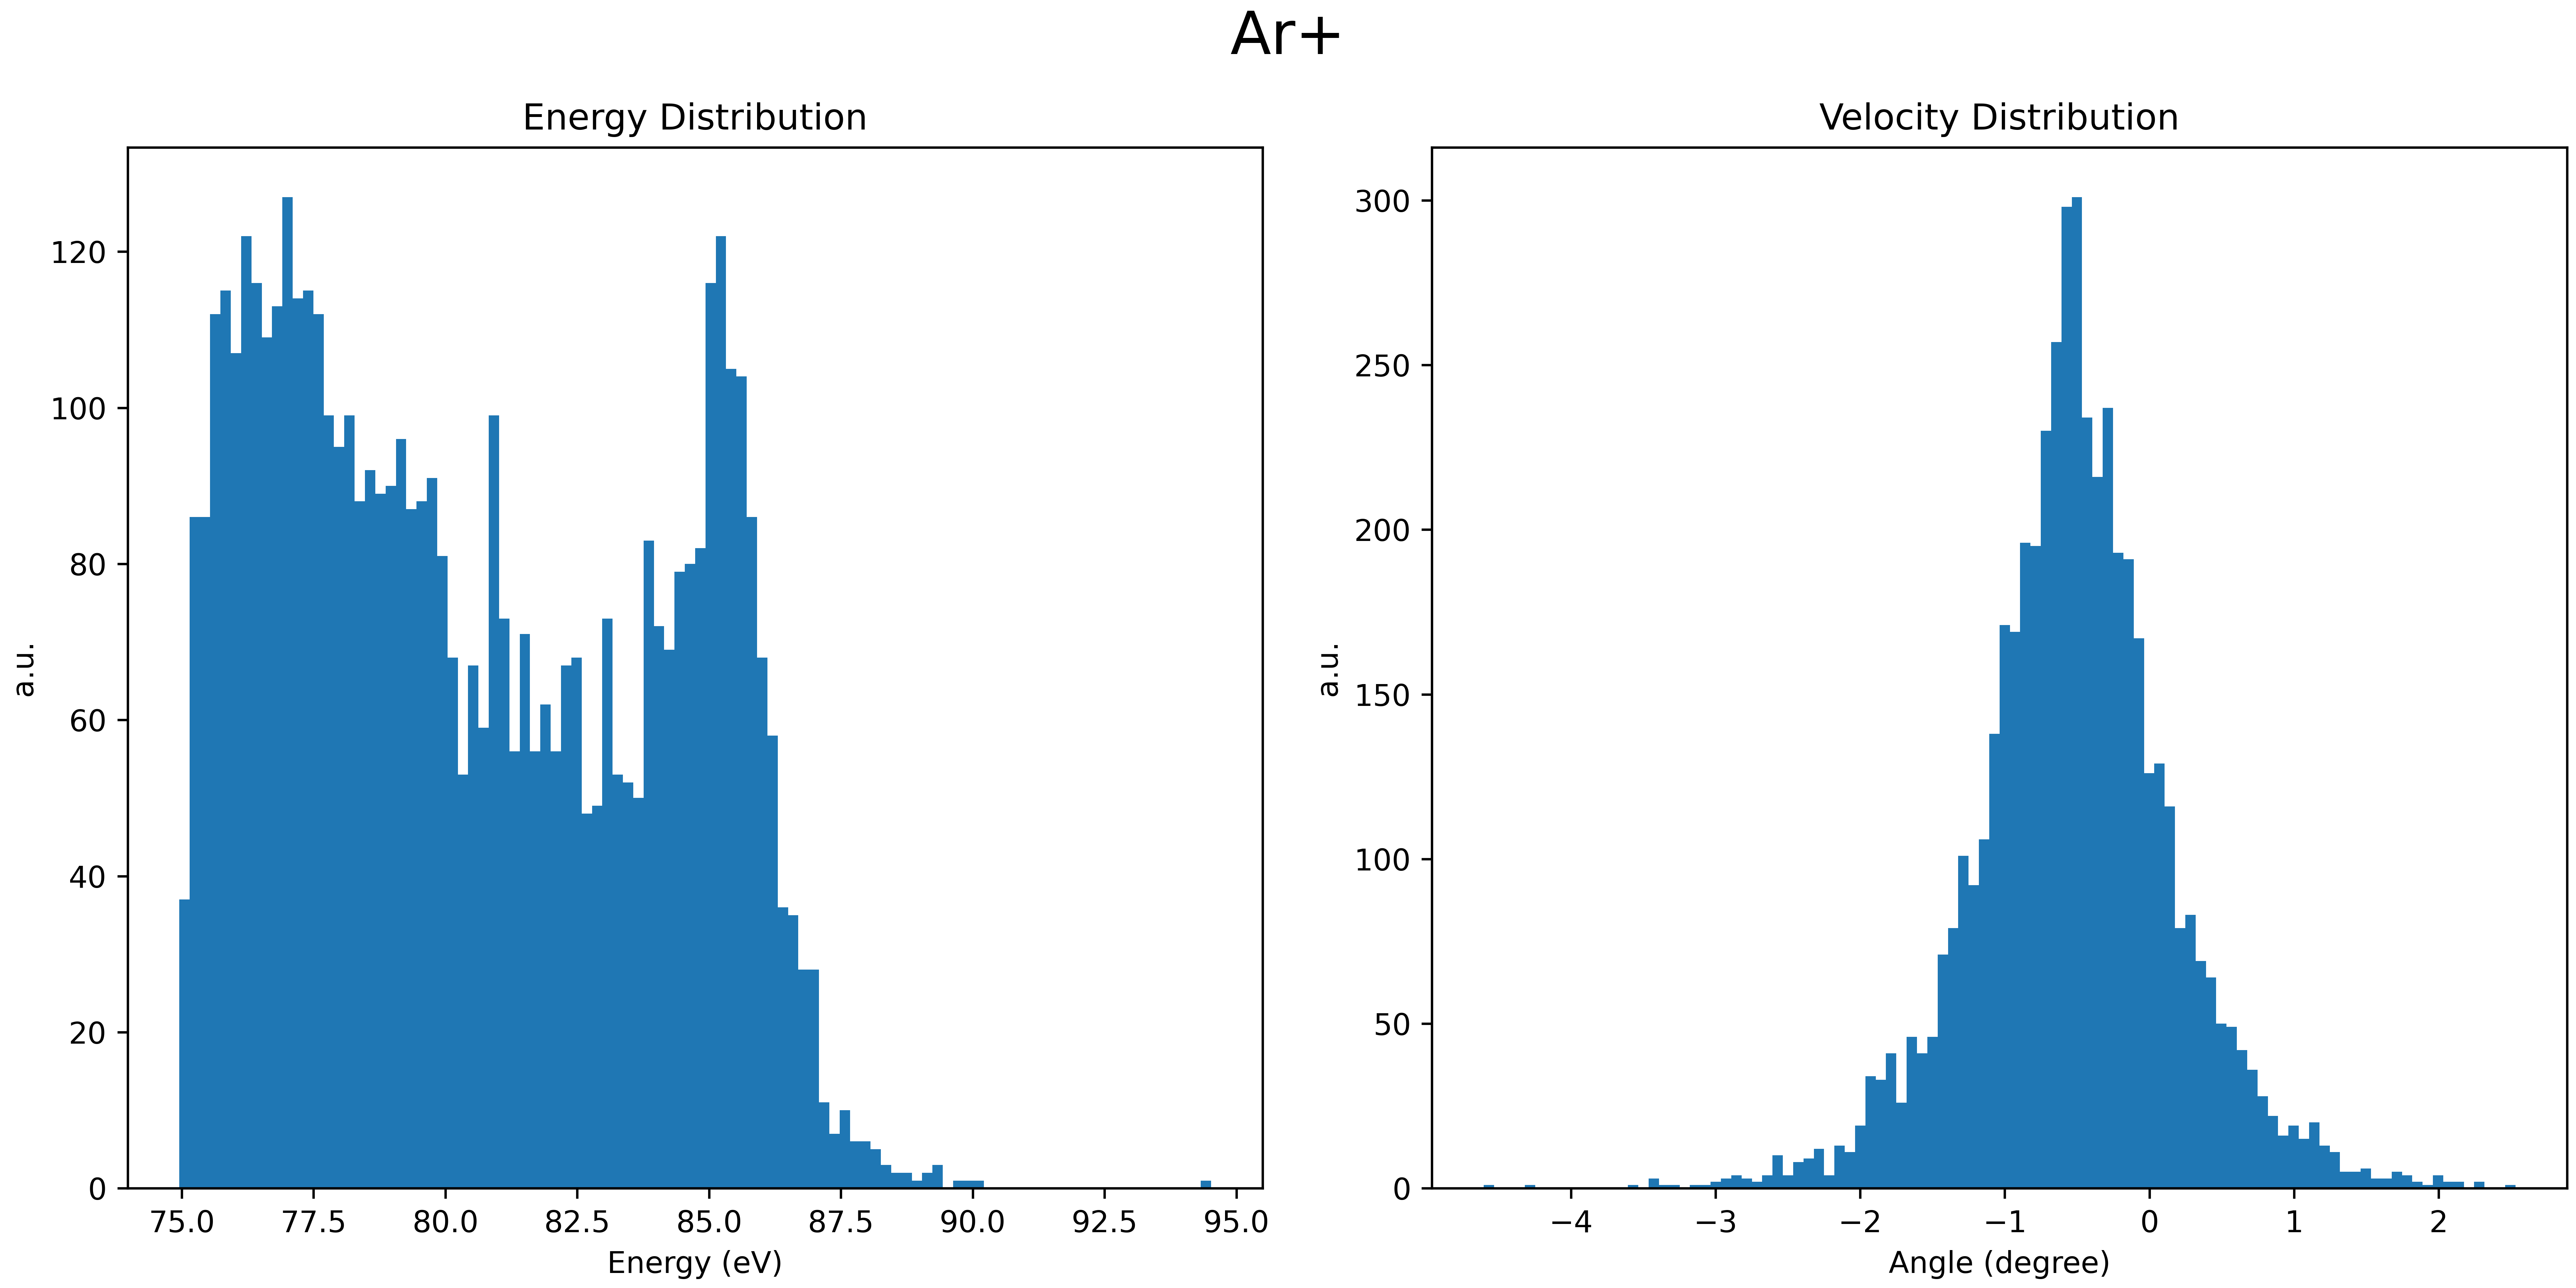 Ar+
Energy Distribution
120
100
80
60
40
20
0
a.u.
75.0 77.5 80.0 82.5 85.0 87.5 90.0 92.5 95.0
Energy (eV)
Velocity Distribution
300
250
200
150
100
50
0
a.u.
−4 −3 −2 −1 0 1 2
Angle (degree)